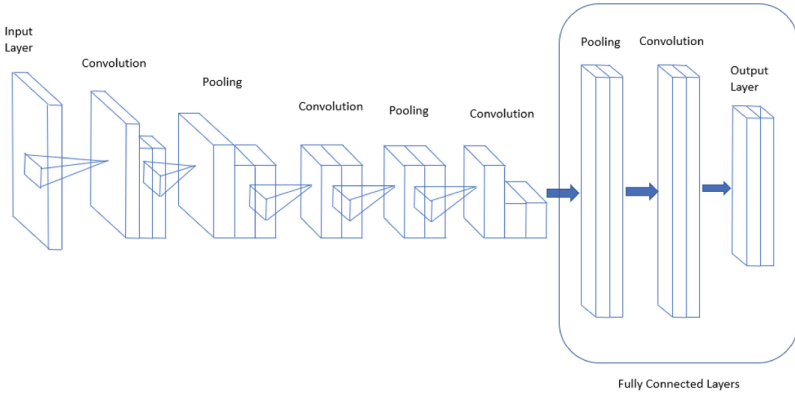 Input
Layer
Convolution
Pooling
Convolution
Pooling
Convolution
Pooling
Convolution
Output
Layer
Fully Connected Layers